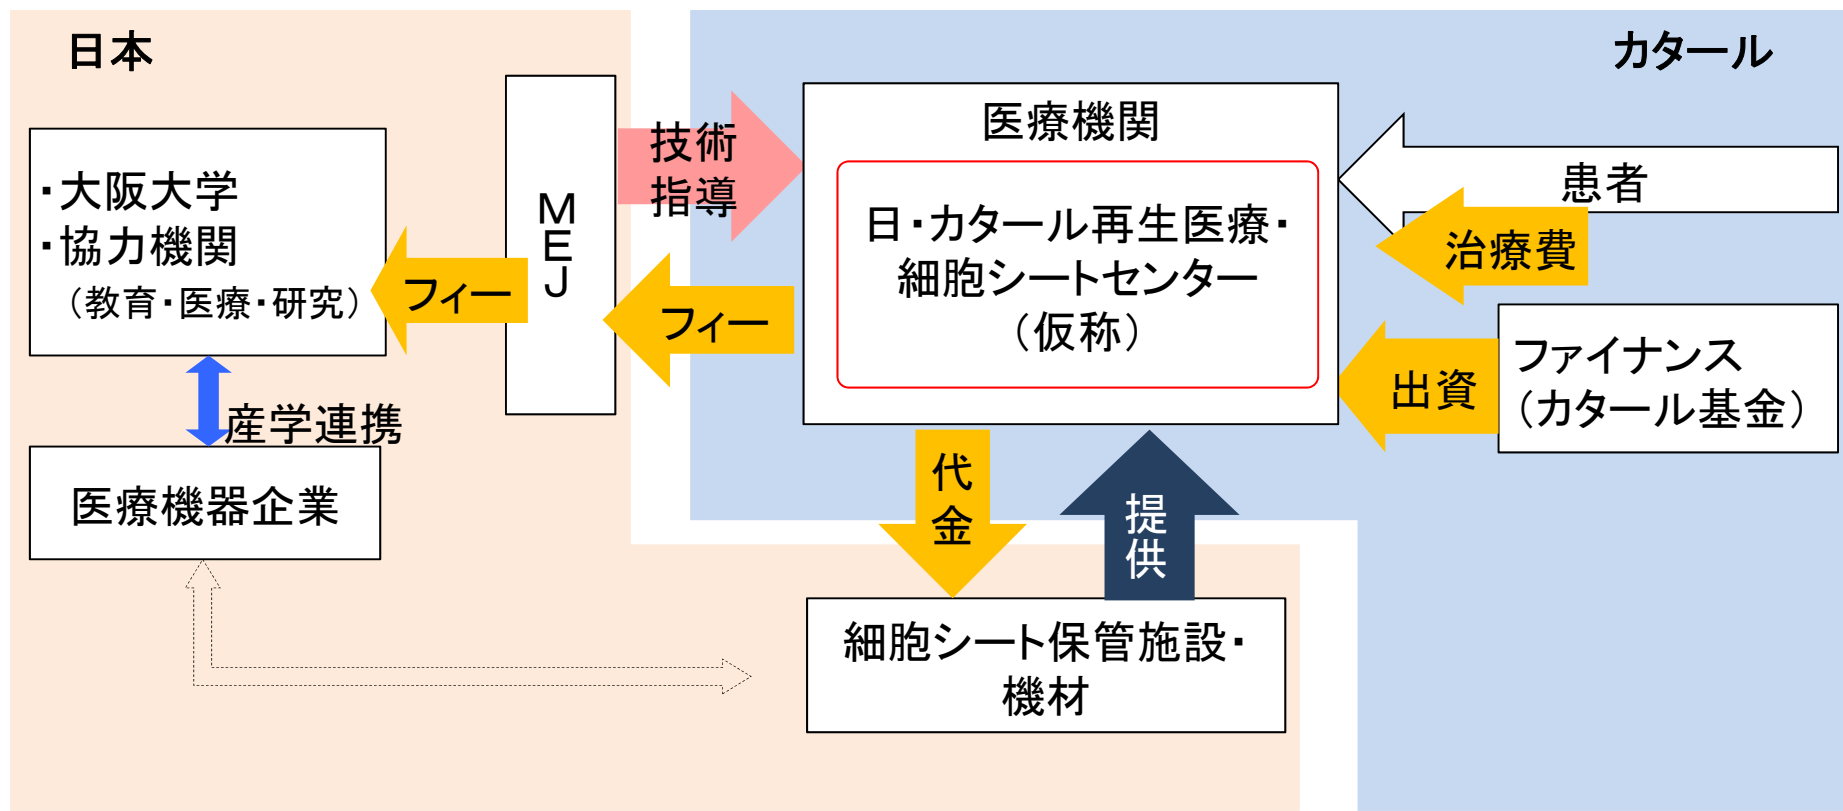 日本
カタール
・大阪大学
・協力機関
（教育・医療・研究）
産学連携
医療機器企業
MEJ
フィー
技術
指導
フィー
医療機関
日・カタール再生医療・
細胞シートセンター
（仮称）
患者
治療費
出資
ファイナンス
（カタール基金）
代金
提供
細胞シート保管施設・
機材